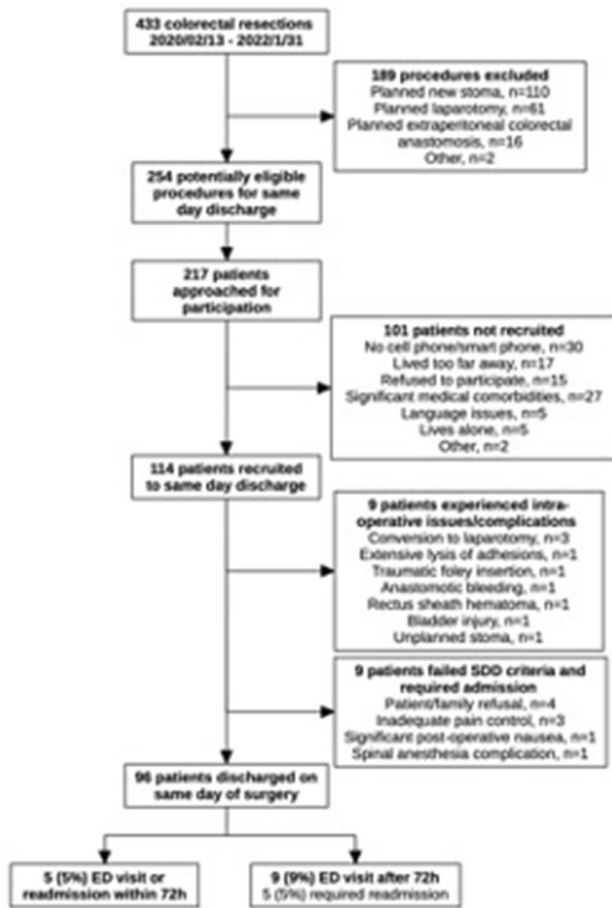 433 colorectal resections
2020/02/13 - 2022/1/31
189 procedures excluded
Planned new stoma, n=110
Planned laparotomy, n=61
Planned extraperitoneal colorectal
anastomosis, n=16
Other, n=2
254 potentially eligible
procedures for same
day discharge
217 patients
approached for
participation
101 patients not recruited
No cell phone/smart phone, n=30
Lived too far away, n=17
Refused to participate, n=15
Significant medical comorbidities, n=27
Language issues, n=5
Lives alone, n=5
Other, n=2
114 patients recruited
to same day discharge
9 patients experienced intra-
operative issues/complications
Conversion to laparotomy, n=3
Extensive lysis of adhesions, n=1
Traumatic foley insertion, n=1
Anastomotic bleeding, n=1
Rectus sheath hematoma, n=1
Bladder injury, n=1
Unplanned stoma, n=1
9 patients failed SDD criteria and
required admission
Patient/family refusal, n=4
Inadequate pain control, n=3
Significant post-operative nausea, n=1
Spinal anesthesia complication, n=1
96 patients discharged on
same day of surgery
5 (5%) ED visit or
readmission within 72h
9 (9%) ED visit after 72h
5 (5%) required readmission